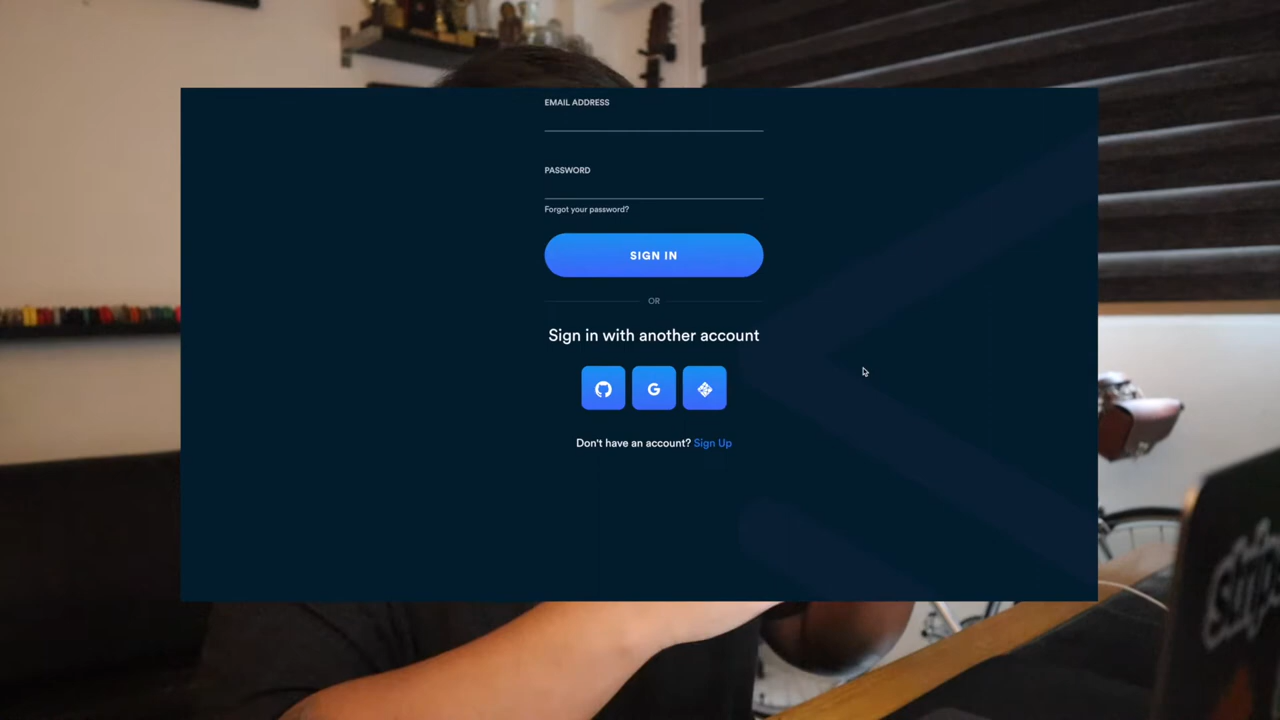 EMAIL ADDRESS
PASSWORD
Forgot your password?
SIGN IN
OR
Sign in with another account
G
Don't have an account? Sign Up